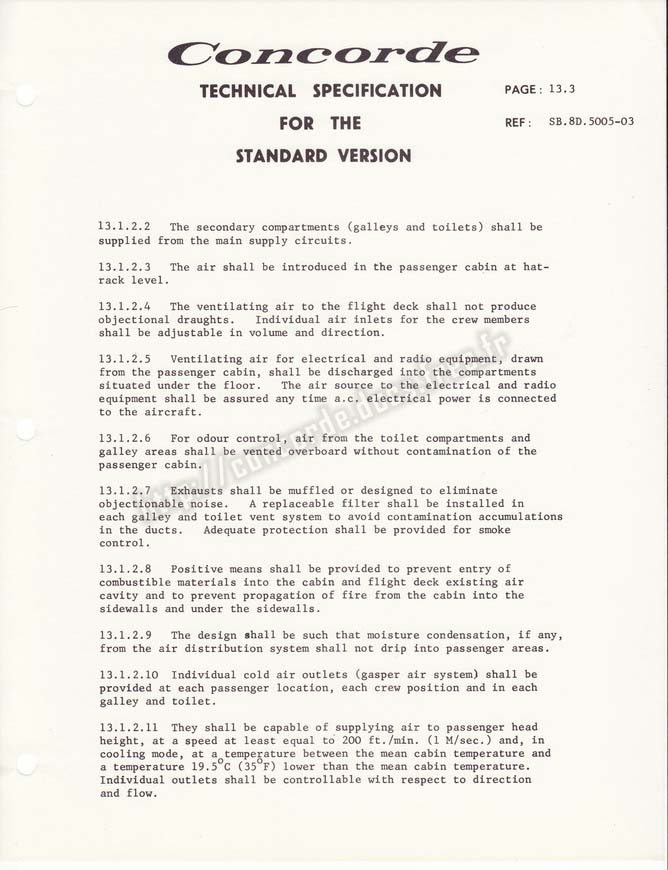 Concorde
TECHNICAL SPECIFICATION
FOR THE
STANDARD VERSION
PAGE: 13.3
REF: SB.8D.5005-03
13.1.2.2 The secondary compartments (galleys and toilets) shall be
supplied from the main supply circuits.
13.1.2.3 The air shall be introduced in the passenger cabin at hat-
rack level.
13.1.2.4 The ventilating air to the flight deck shall not produce
objectional draughts. Individual air inlets for the crew members
shall be adjustable in volume and direction.
13.1.2.5 Ventilating air for electrical and radio equipment, drawn
from the passenger cabin, shall be discharged into the compartments
situated under the floor. The air source to the electrical and radio
equipment shall be assured any time a.c. electrical power is connected
to the aircraft.
13.1.2.6 For odour control, air from the toilet compartments and
galley areas shall be vented overboard without contamination of the
passenger cabin.
13.1.2.7 Exhausts shall be muffled or designed to eliminate
objectionable noise. A replaceable filter shall be installed in
each galley and toilet vent system to avoid contamination accumulations
in the ducts. Adequate protection shall be provided for smoke
control.
13.1.2.8 Positive means shall be provided to prevent entry of
combustible materials into the cabin and flight deck existing air
cavity and to prevent propagation of fire from the cabin into the
sidewalls and under the sidewalls.
13.1.2.9 The design shall be such that moisture condensation, if any,
from the air distribution system shall not drip into passenger areas.
13.1.2.10 Individual cold air outlets (gasper air system) shall be
provided at each passenger location, each crew position and in each
galley and toilet.
13.1.2.11 They shall be capable of supplying air to passenger head
height, at a speed at least equal to 200 ft./min. (1 M/sec.) and, in
cooling mode, at a temperature between the mean cabin temperature and
a temperature 19.5°C (35°F) lower than the mean cabin temperature.
Individual outlets shall be controllable with respect to direction
and flow.